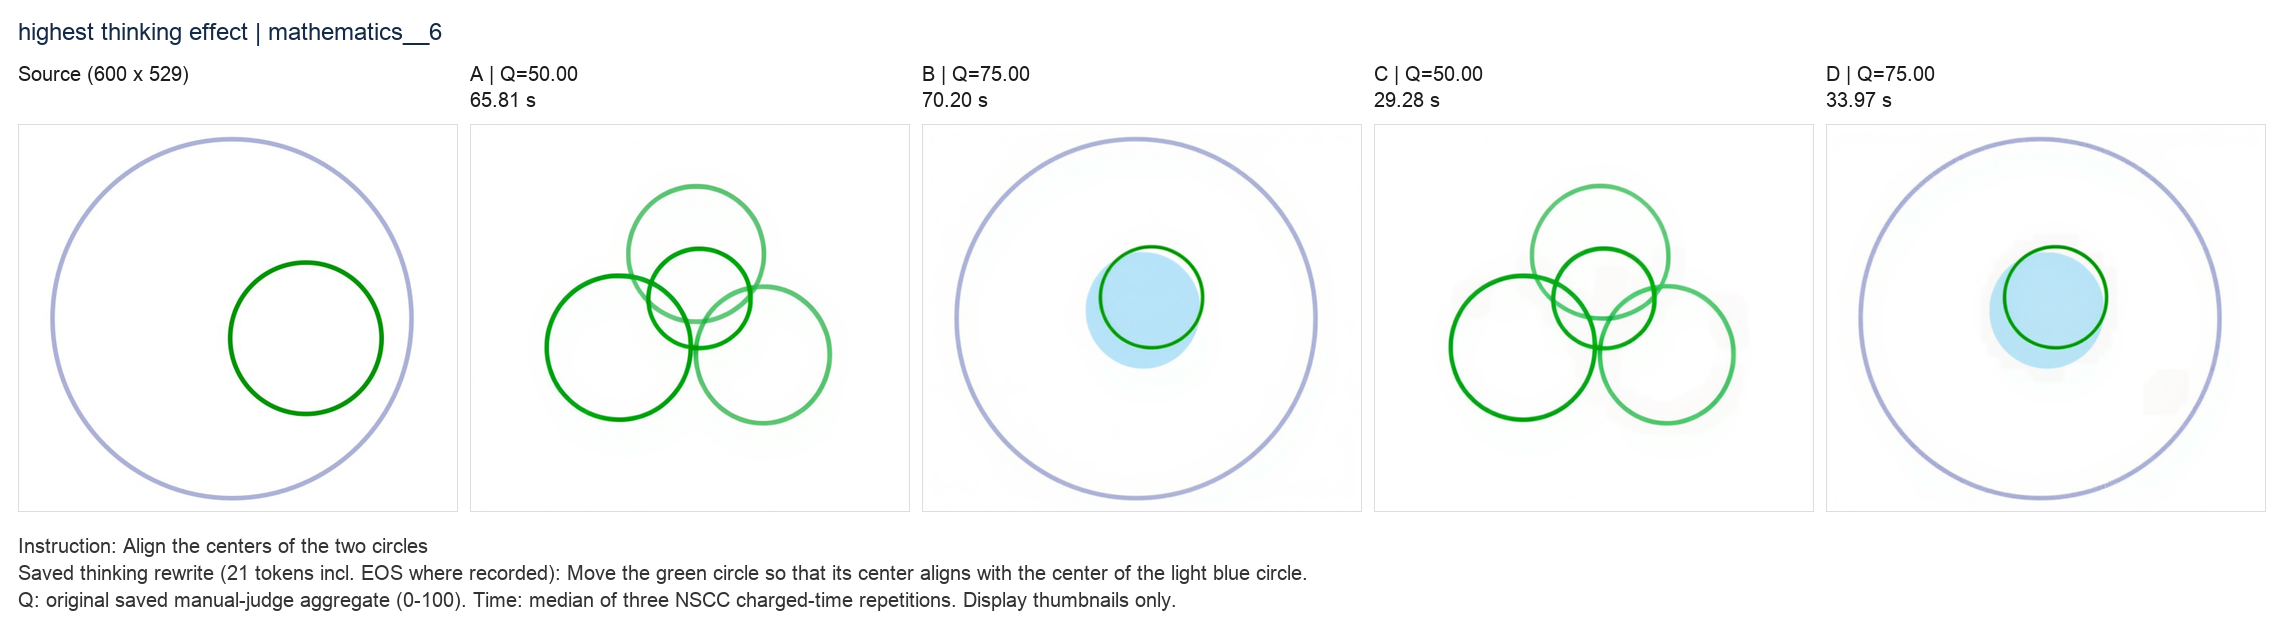 highest thinking effect | mathematics__6
Source (600 x 529)
A | Q=50.00
65.81 s
B | Q=75.00
70.20 s
C | Q=50.00
29.28 s
D | Q=75.00
33.97 s
Instruction: Align the centers of the two circles
Saved thinking rewrite (21 tokens incl. EOS where recorded): Move the green circle so that its center aligns with the center of the light blue circle.
Q: original saved manual-judge aggregate (0-100). Time: median of three NSCC charged-time repetitions. Display thumbnails only.